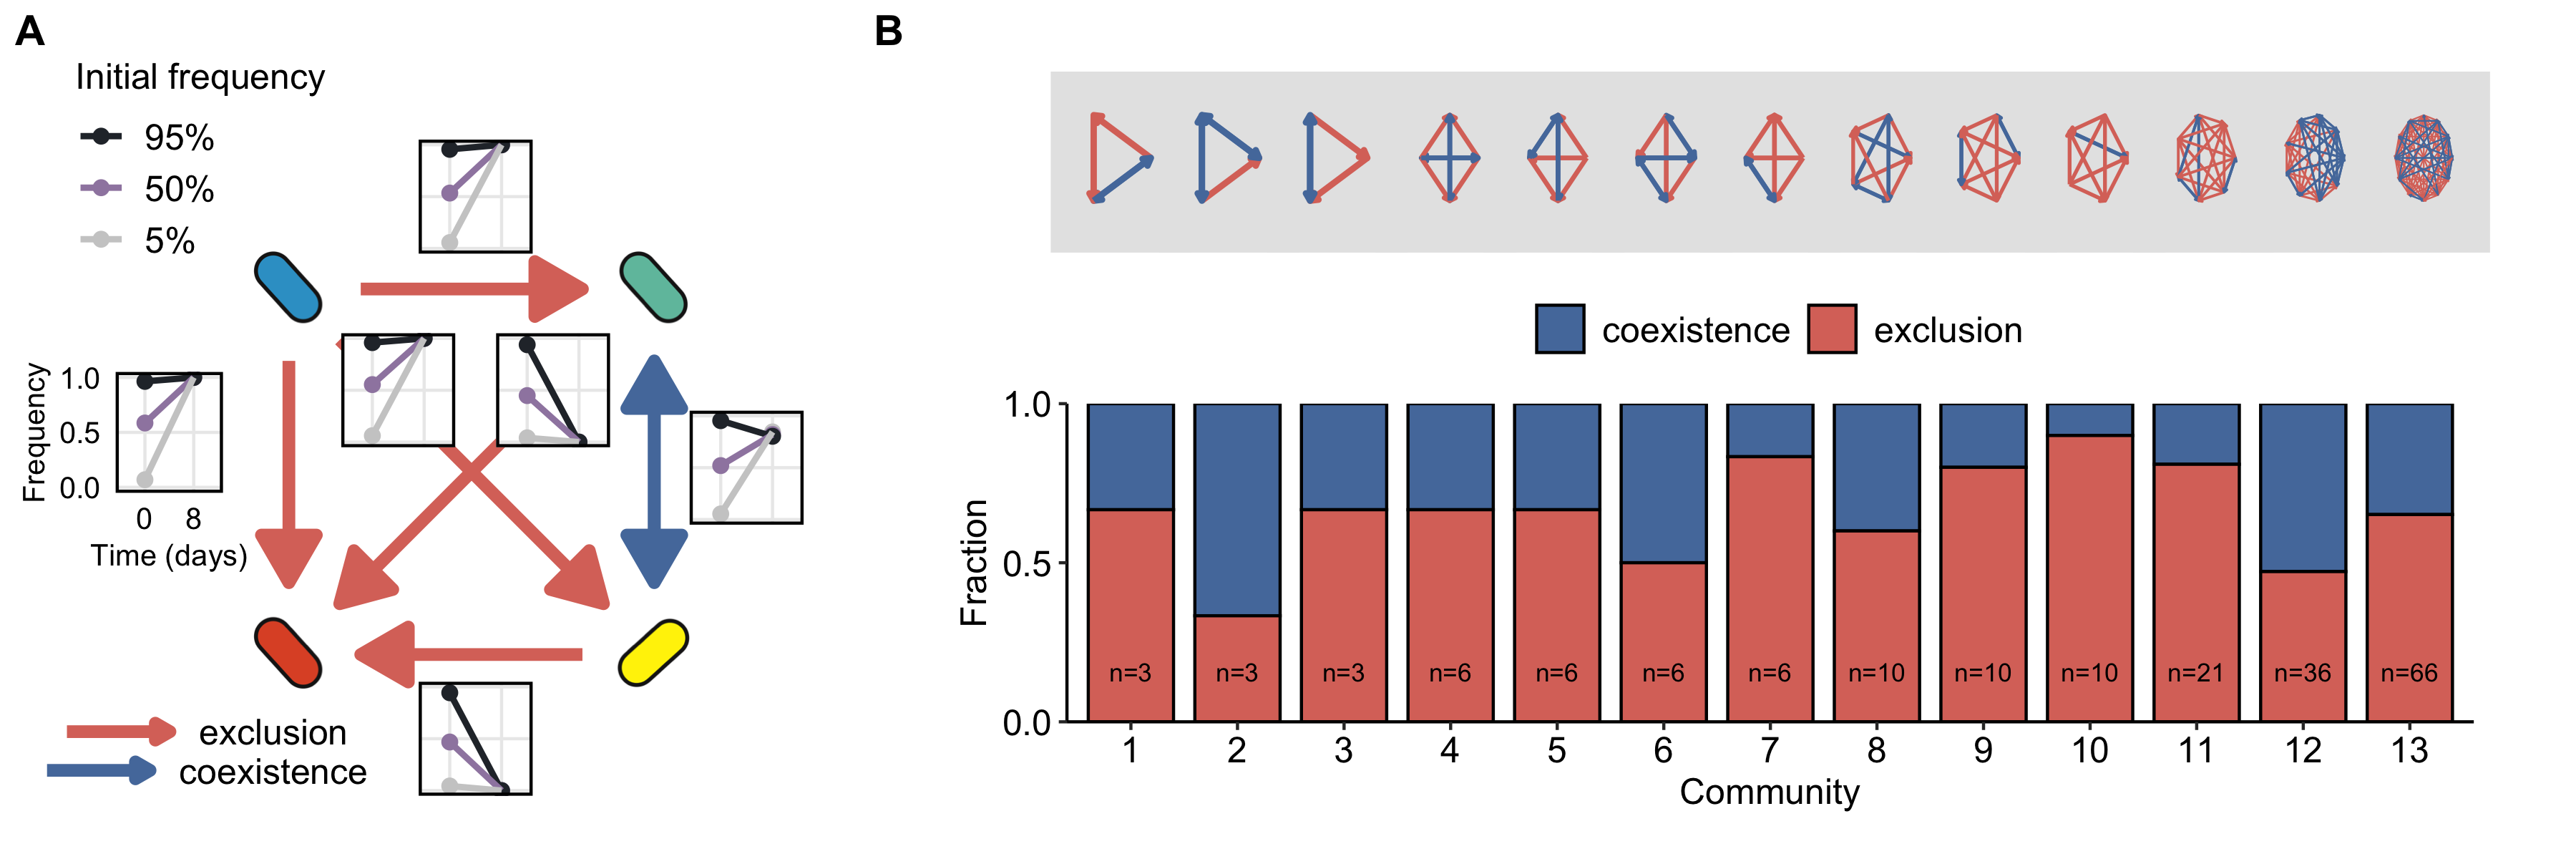 A
Initial frequency
95%
50%
5%
Frequency
1.0
0.5
0.0
0 8
Time (days)
exclusion
coexistence
B
coexistence exclusion
Fraction
1.0
0.5
0.0
n=3 n=3 n=3 n=6 n=6 n=6 n=6 n=10 n=10 n=10 n=21 n=36 n=66
1 2 3 4 5 6 7 8 9 10 11 12 13
Community